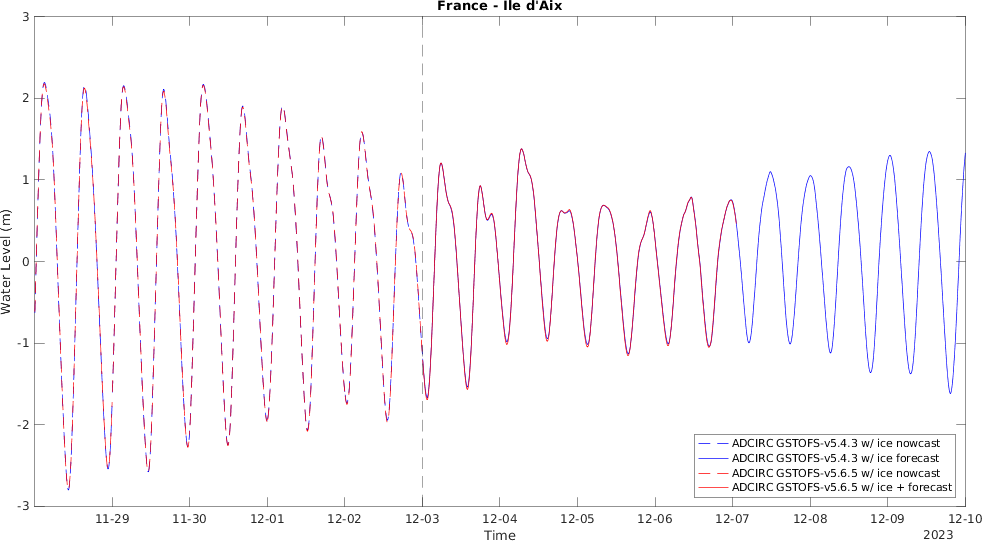 France - Ile d'Aix
3
2
1
0
-1
-2
-3
Water Level (m)
11-29 11-30 12-01 12-02 12-03 12-04 12-05 12-06 12-07 12-08 12-09 12-10
Time
2023
ADCIRC GSTOFS-v5.4.3 w/ ice nowcast
ADCIRC GSTOFS-v5.4.3 w/ ice forecast
ADCIRC GSTOFS-v5.6.5 w/ ice nowcast
ADCIRC GSTOFS-v5.6.5 w/ ice + forecast